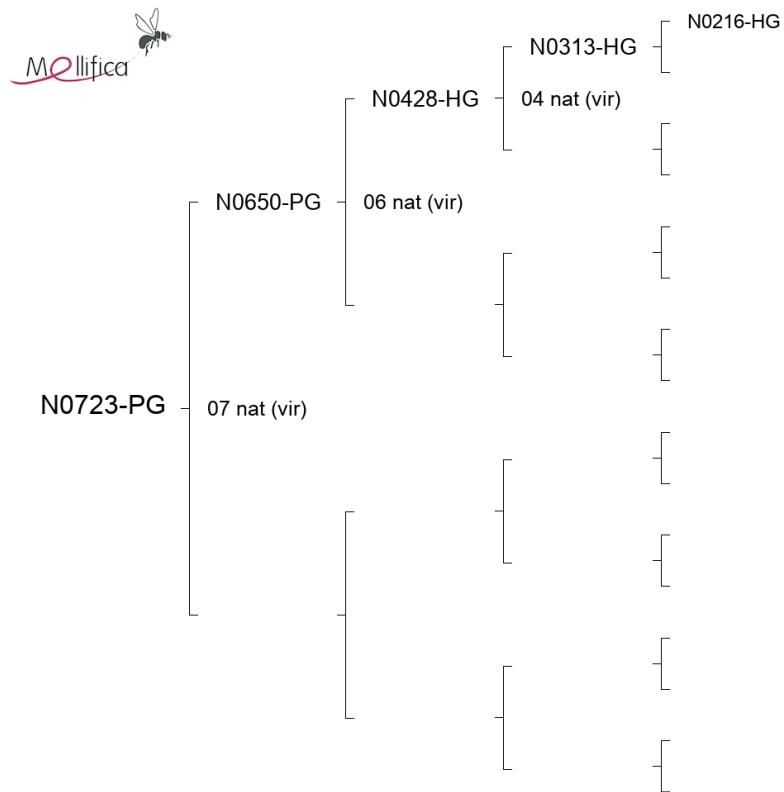 Mellifica
N0216-HG
N0313-HG
N0428-HG
04 nat (vir)
N0650-PG
06 nat (vir)
N0723-PG
07 nat (vir)